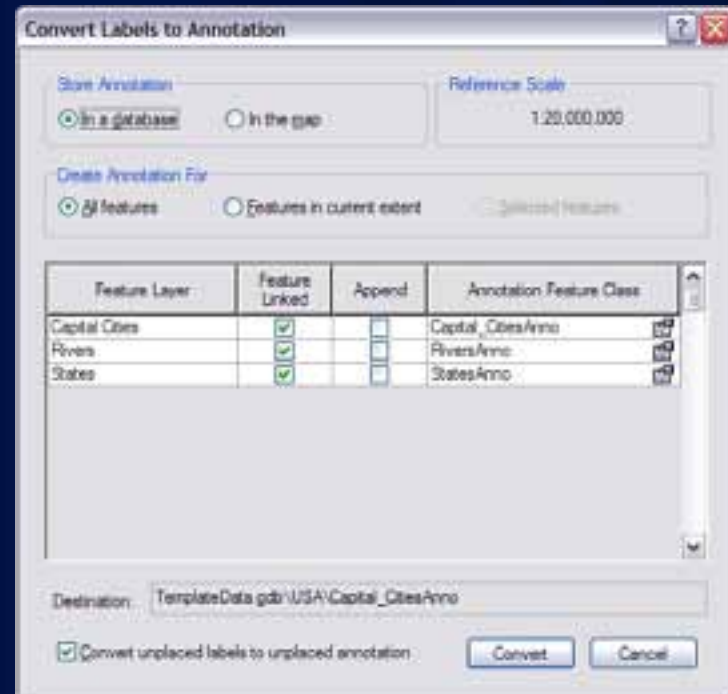 Convert Labels to Annotation
Store Annotation
Reference Scale
In a database
In the map
1:20,000,000
Create Annotation For
All features
Features in current extent
Selected features
Feature Layer
Feature Linked
Append
Annotation Feature Class
Capital Cities
Capital_CitiesAnno
Rivers
RiversAnno
States
StatesAnno
Destination:
TemplateData.gdb\USA\Capital_CitiesAnno
Convert unplaced labels to unplaced annotation
Convert
Cancel